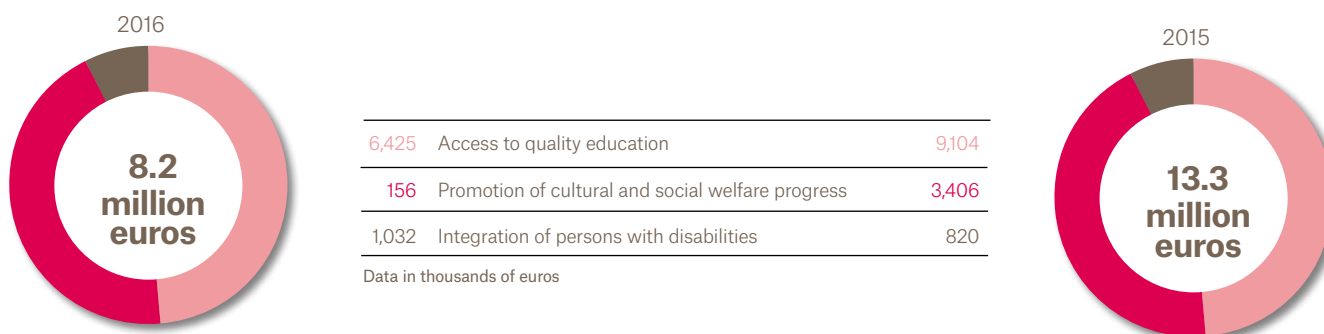 2016
8.2
million
euros
6,425 Access to quality education 9,104
156 Promotion of cultural and social welfare progress 3,406
1,032 Integration of persons with disabilities 820
Data in thousands of euros
2015
13.3
million
euros